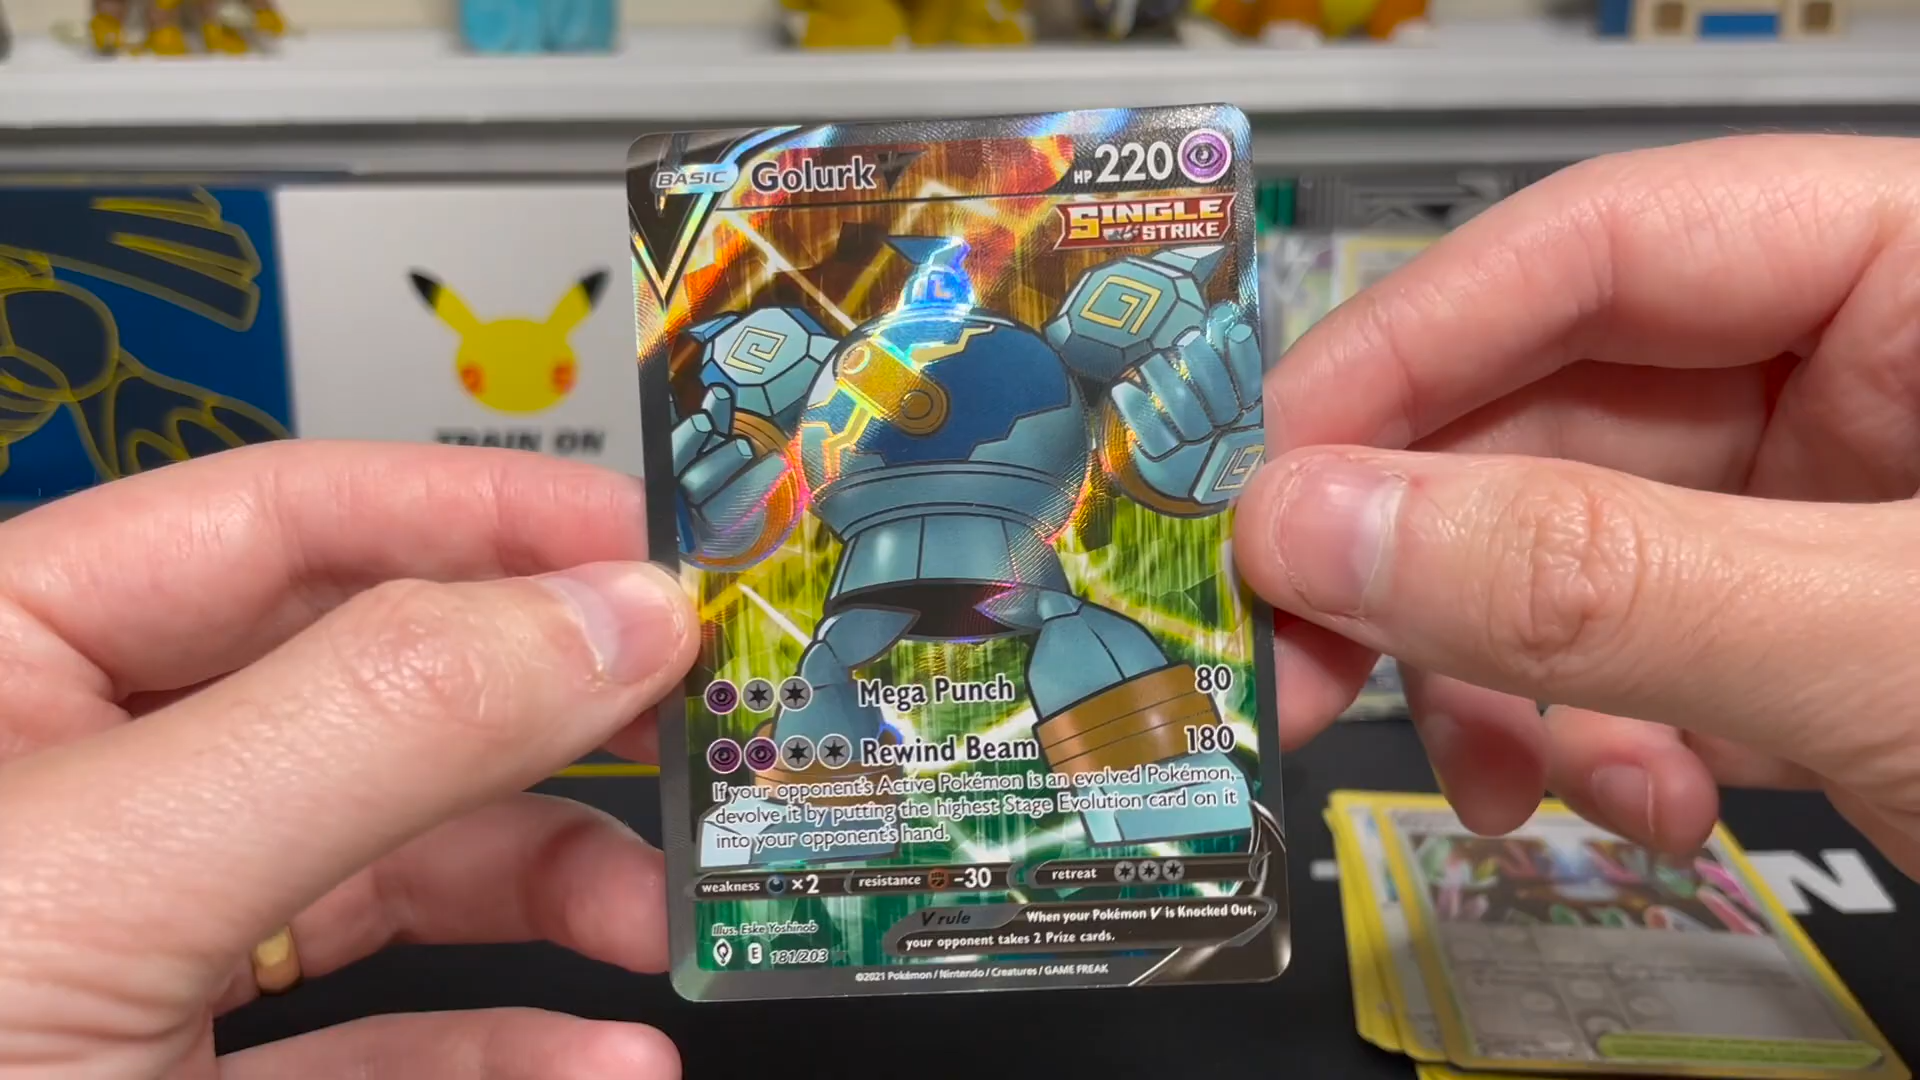 BASIC Golurk V HP 220
SINGLE
STRIKE
TRAIN ON
Mega Punch 80
Rewind Beam 180
If your opponent's Active Pokémon is an evolved Pokémon,
devolve it by putting the highest Stage Evolution card on it
into your opponent's hand.
weakness ×2 resistance -30 retreat
Illus. Eske Yoshinob
V rule When your Pokémon V is Knocked Out,
your opponent takes 2 Prize cards.
E 181/203
©2021 Pokémon / Nintendo / Creatures / GAME FREAK